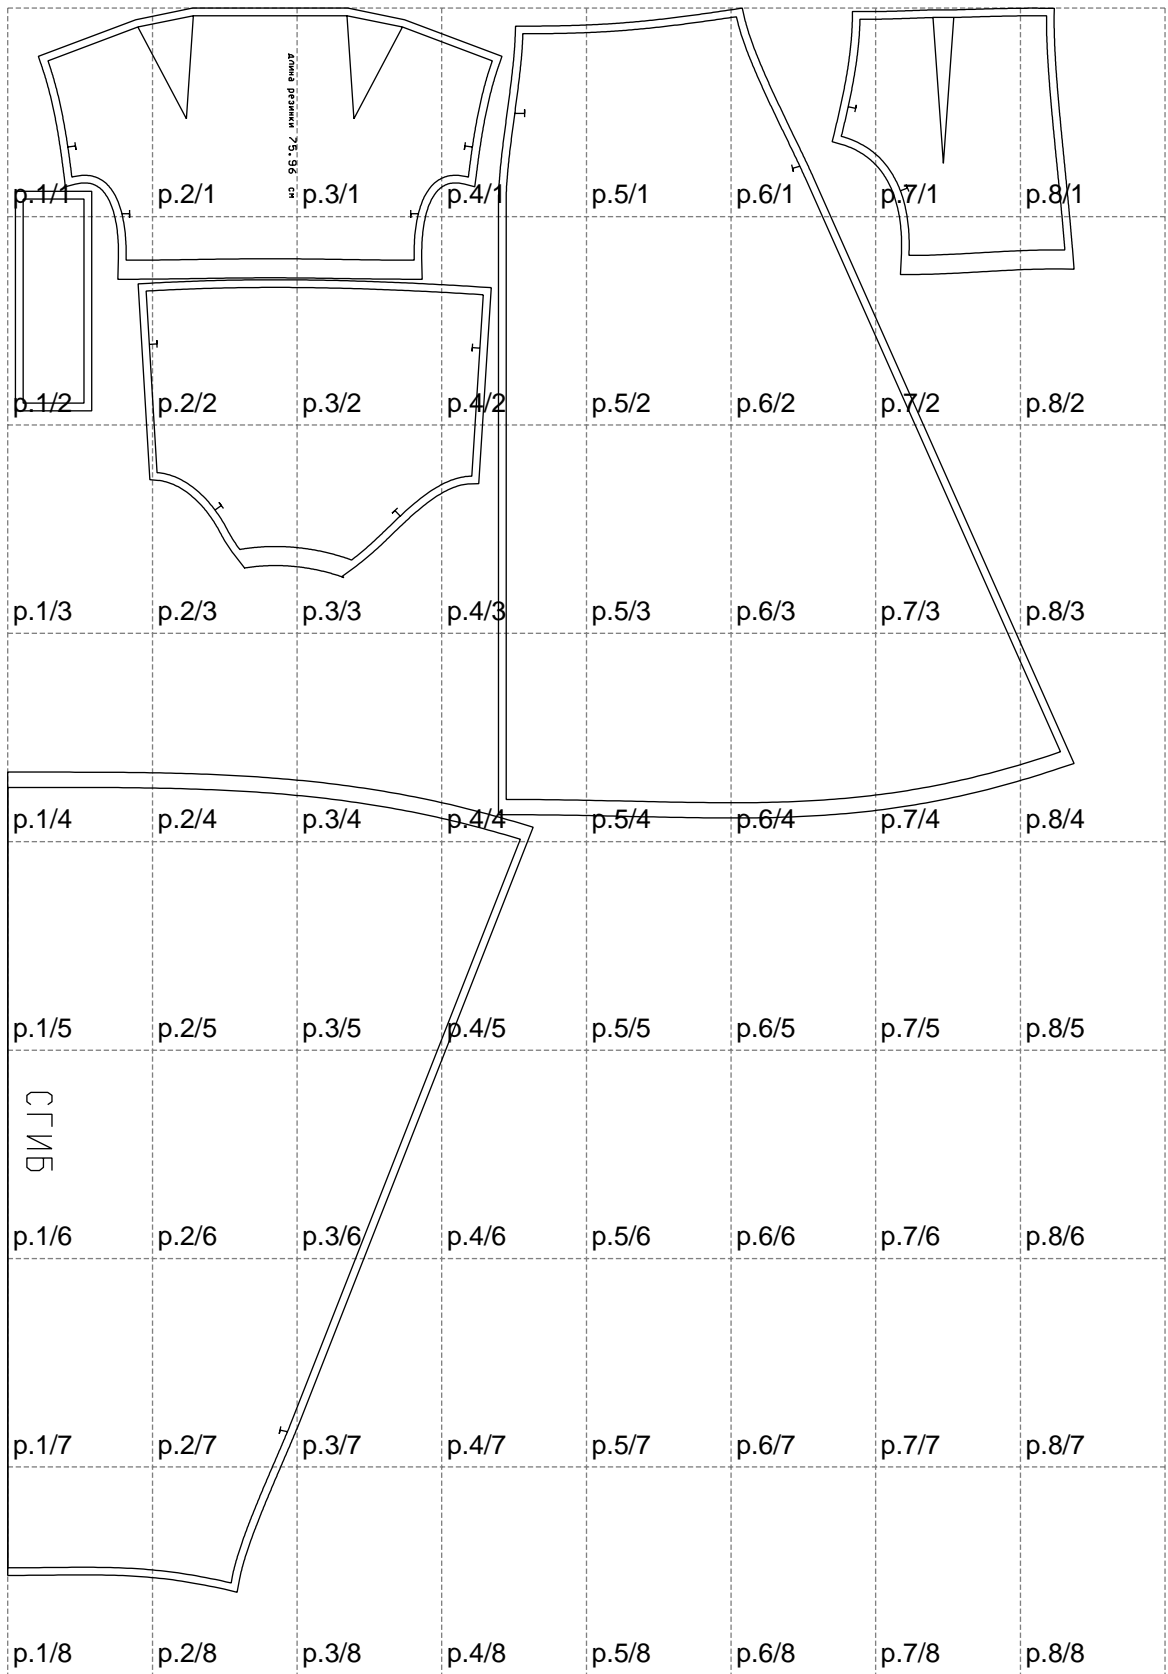 длина резинки 75.96 см
p.1/1 p.2/1 p.3/1 p.4/1 p.5/1 p.6/1 p.7/1 p.8/1
p.1/2 p.2/2 p.3/2 p.4/2 p.5/2 p.6/2 p.7/2 p.8/2
p.1/3 p.2/3 p.3/3 p.4/3 p.5/3 p.6/3 p.7/3 p.8/3
p.1/4 p.2/4 p.3/4 p.4/4 p.5/4 p.6/4 p.7/4 p.8/4
p.1/5 p.2/5 p.3/5 p.4/5 p.5/5 p.6/5 p.7/5 p.8/5
СГИБ
p.1/6 p.2/6 p.3/6 p.4/6 p.5/6 p.6/6 p.7/6 p.8/6
p.1/7 p.2/7 p.3/7 p.4/7 p.5/7 p.6/7 p.7/7 p.8/7
p.1/8 p.2/8 p.3/8 p.4/8 p.5/8 p.6/8 p.7/8 p.8/8